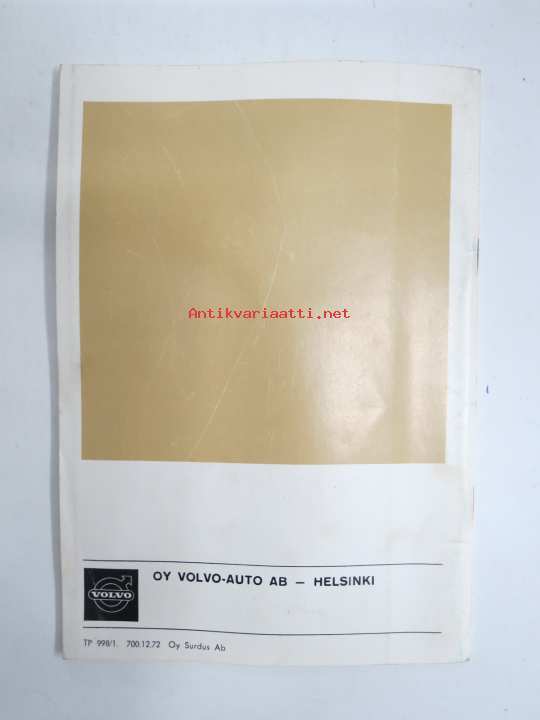 Antikvariaatti.net
OY VOLVO-AUTO AB – HELSINKI
VOLVO
TP 998/1. 700.12.72 Oy Surdus Ab